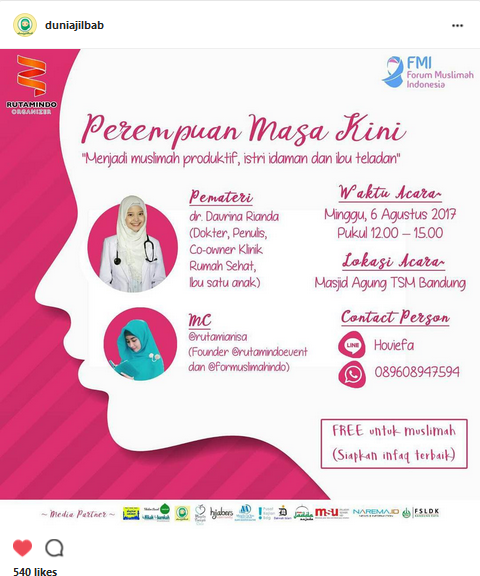 duniajilbab
RUTAMINDO
ORGANIZER
FMI
Forum Muslimah
Indonesia
Perempuan Masa Kini
"Menjadi muslimah produktif, istri idaman dan ibu teladan"
Pemateri
dr. Davrina Rianda
(Dokter, Penulis,
Co-owner Klinik
Rumah Sehat,
Ibu satu anak)
MC
@rutamianisa
(Founder @rutamindoevent
dan @formuslimahindo)
Waktu Acara
Minggu, 6 Agustus 2017
Pukul 12.00 - 15.00
Lokasi Acara
Masjid Agung TSM Bandung
Contact Person
LINE
Hoviefa
089608947594
FREE untuk muslimah
(Siapkan infaq terbaik)
~ Media Partner ~
hijabers
msu
NAREMA.ID
FSLDK
540 likes